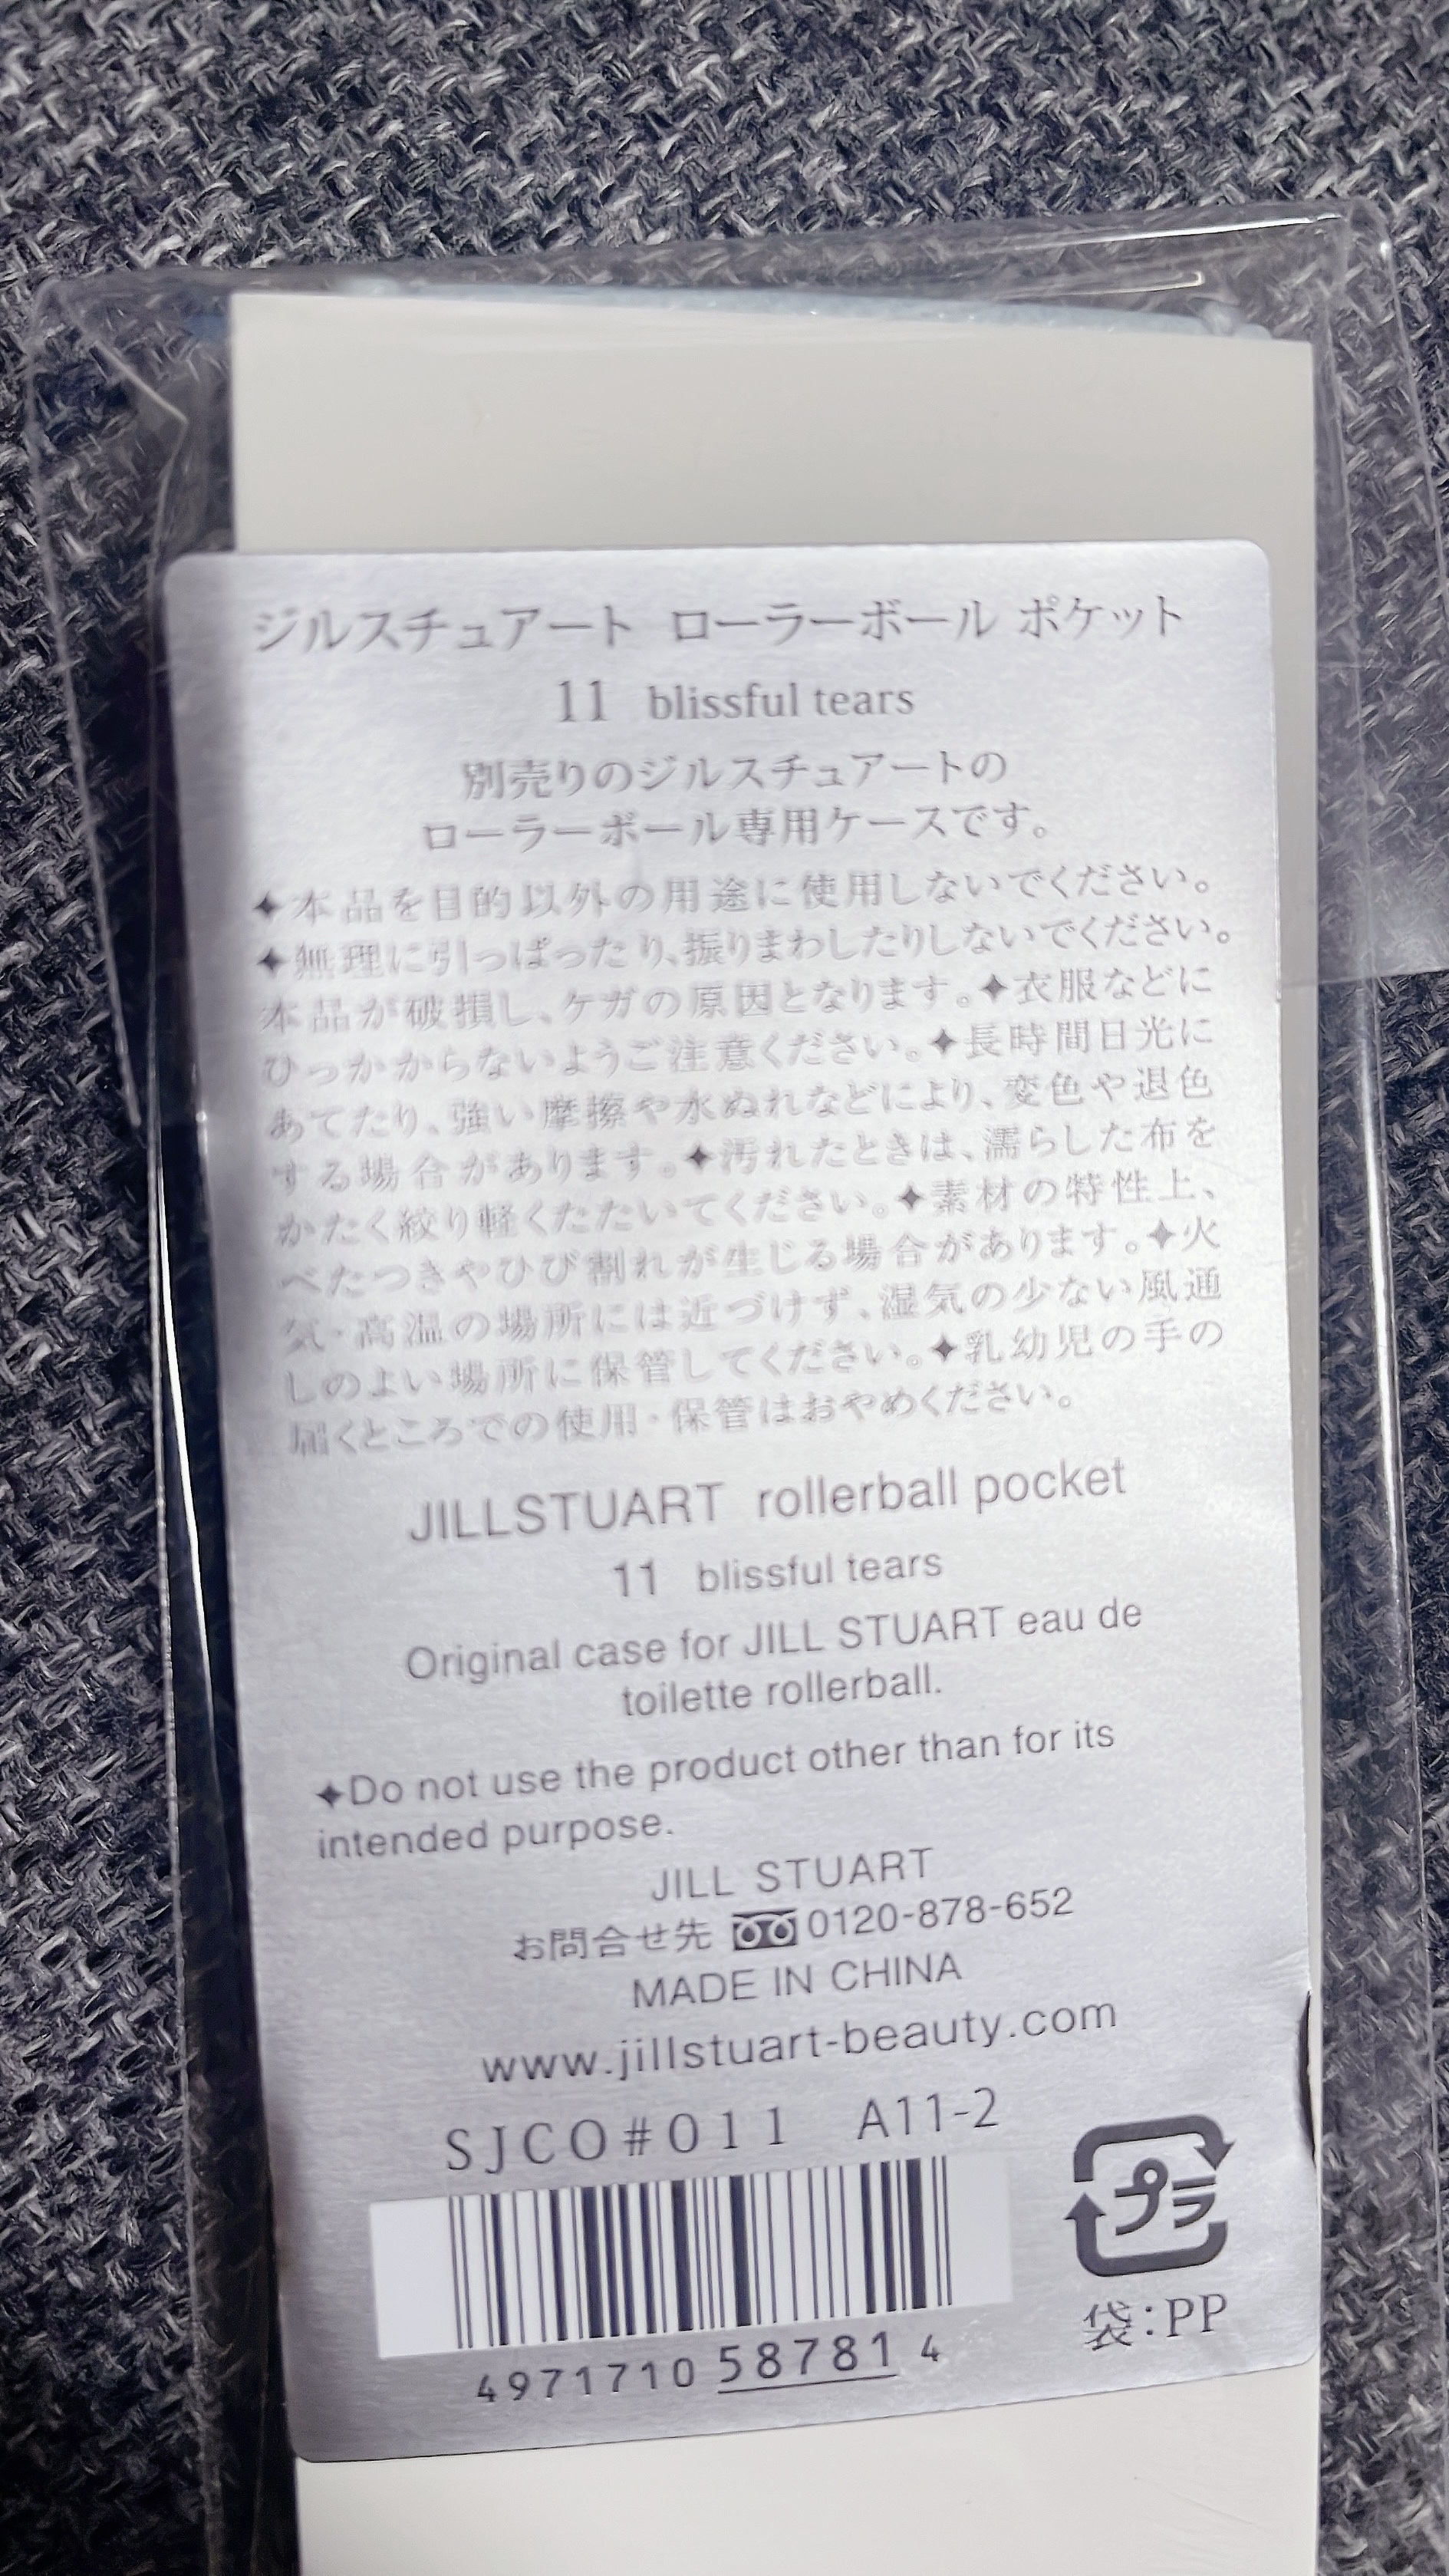 ジルスチュアート ローラーボール ポケット
11 blissful tears
別売りのジルスチュアートの
ローラーボール専用ケースです。
✦本品を目的以外の用途に使用しないでください。
✦無理に引っぱったり、振りまわしたりしないでください。
本品が破損し、ケガの原因となります。✦衣服などに
ひっかからないようご注意ください。✦長時間日光に
あてたり、強い摩擦や水ぬれなどにより、変色や退色
する場合があります。✦汚れたときは、濡らした布を
かたく絞り軽くたたいてください。✦素材の特性上、
べたつきやひび割れが生じる場合があります。✦火
気・高温の場所には近づけず、湿気の少ない風通
しのよい場所に保管してください。✦乳幼児の手の
届くところでの使用・保管はおやめください。
JILLSTUART rollerball pocket
11 blissful tears
Original case for JILL STUART eau de
toilette rollerball.
✦Do not use the product other than for its
intended purpose.
JILL STUART
お問合せ先 0120-878-652
MADE IN CHINA
www.jillstuart-beauty.com
SJCO#011 A11-2
プラ
4971710 587814
袋:PP